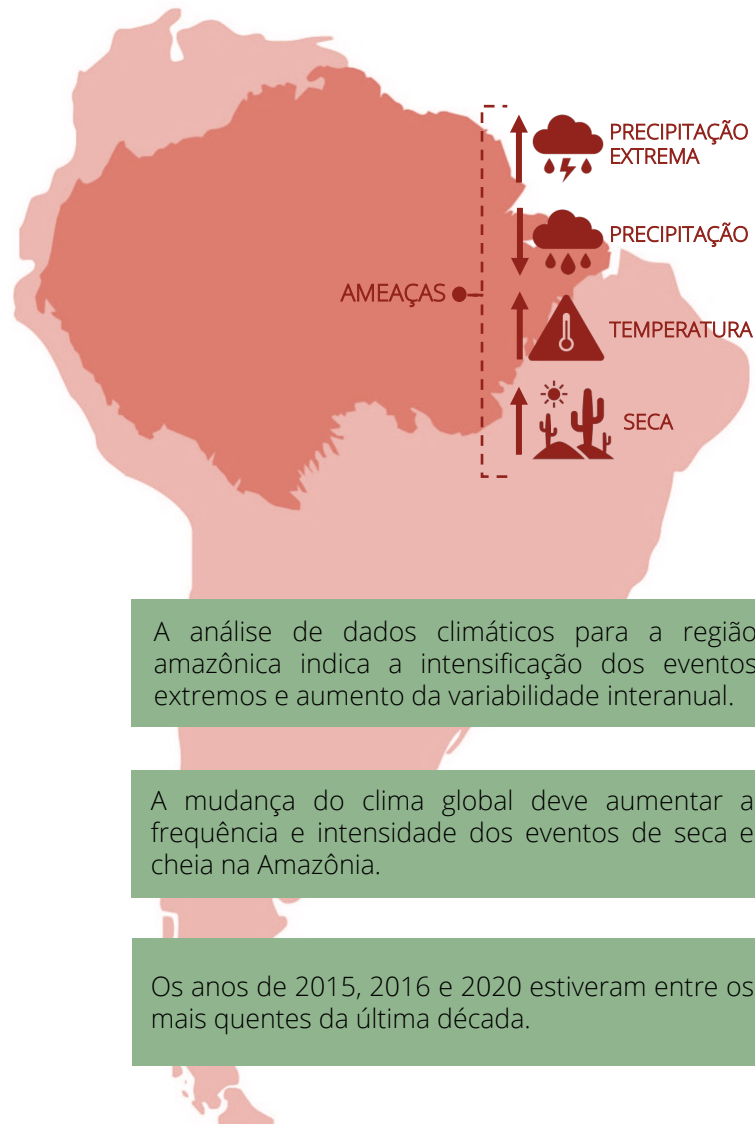 PRECIPITAÇÃO
EXTREMA
PRECIPITAÇÃO
AMEAÇAS
TEMPERATURA
SECA
A análise de dados climáticos para a região
amazônica indica a intensificação dos eventos
extremos e aumento da variabilidade interanual.
A mudança do clima global deve aumentar a
frequência e intensidade dos eventos de seca e
cheia na Amazônia.
Os anos de 2015, 2016 e 2020 estiveram entre os
mais quentes da última década.